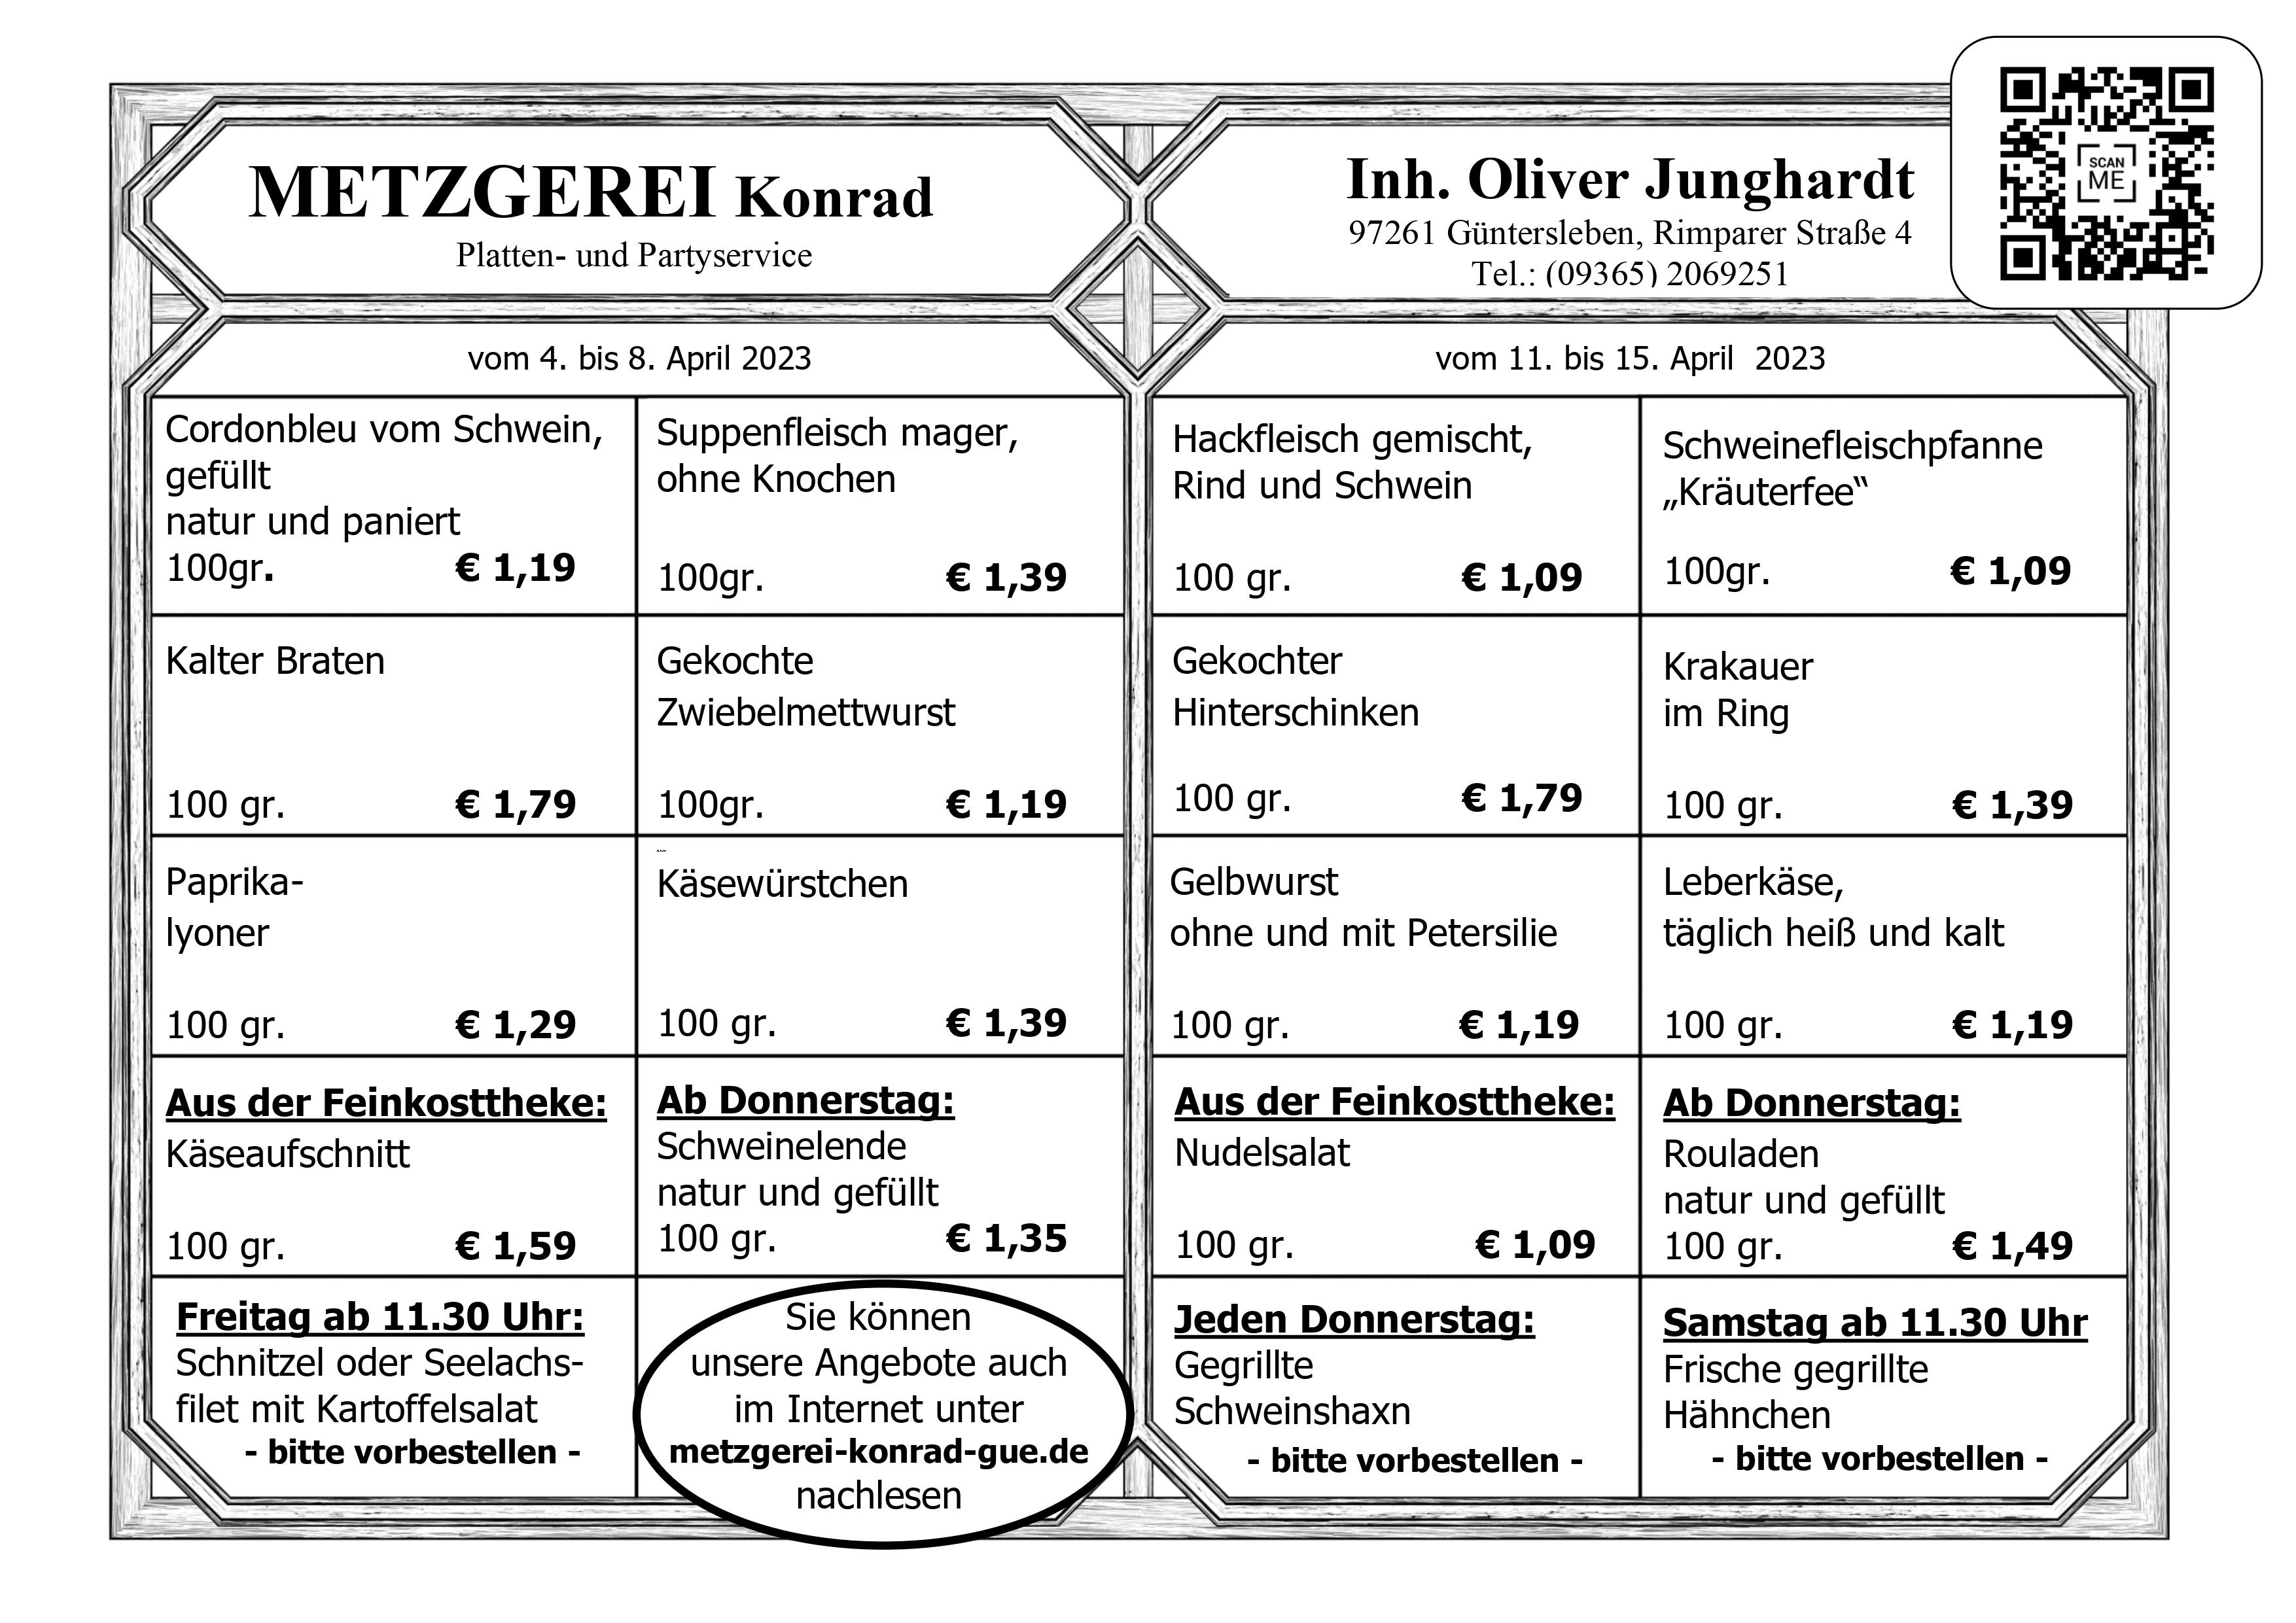 METZGEREI Konrad
Platten- und Partyservice
Inh. Oliver Junghardt
97261 Güntersleben, Rimparer Straße 4
Tel.: (09365) 2069251
SCAN
ME
vom 4. bis 8. April 2023
Cordonbleu vom Schwein,
gefüllt
natur und paniert
100gr. € 1,19
Suppenfleisch mager,
ohne Knochen
100gr. € 1,39
Kalter Braten
100 gr. € 1,79
Gekochte
Zwiebelmettwurst
100gr. € 1,19
Paprika-
lyoner
100 gr. € 1,29
Käsewürstchen
100 gr. € 1,39
Aus der Feinkosttheke:
Käseaufschnitt
100 gr. € 1,59
Ab Donnerstag:
Schweinelende
natur und gefüllt
100 gr. € 1,35
Freitag ab 11.30 Uhr:
Schnitzel oder Seelachs-
filet mit Kartoffelsalat
- bitte vorbestellen -
Sie können
unsere Angebote auch
im Internet unter
metzgerei-konrad-gue.de
nachlesen
vom 11. bis 15. April 2023
Hackfleisch gemischt,
Rind und Schwein
100 gr. € 1,09
Schweinefleischpfanne
„Kräuterfee“
100gr. € 1,09
Gekochter
Hinterschinken
100 gr. € 1,79
Krakauer
im Ring
100 gr. € 1,39
Gelbwurst
ohne und mit Petersilie
100 gr. € 1,19
Leberkäse,
täglich heiß und kalt
100 gr. € 1,19
Aus der Feinkosttheke:
Nudelsalat
100 gr. € 1,09
Ab Donnerstag:
Rouladen
natur und gefüllt
100 gr. € 1,49
Jeden Donnerstag:
Gegrillte
Schweinshaxn
- bitte vorbestellen -
Samstag ab 11.30 Uhr
Frische gegrillte
Hähnchen
- bitte vorbestellen -